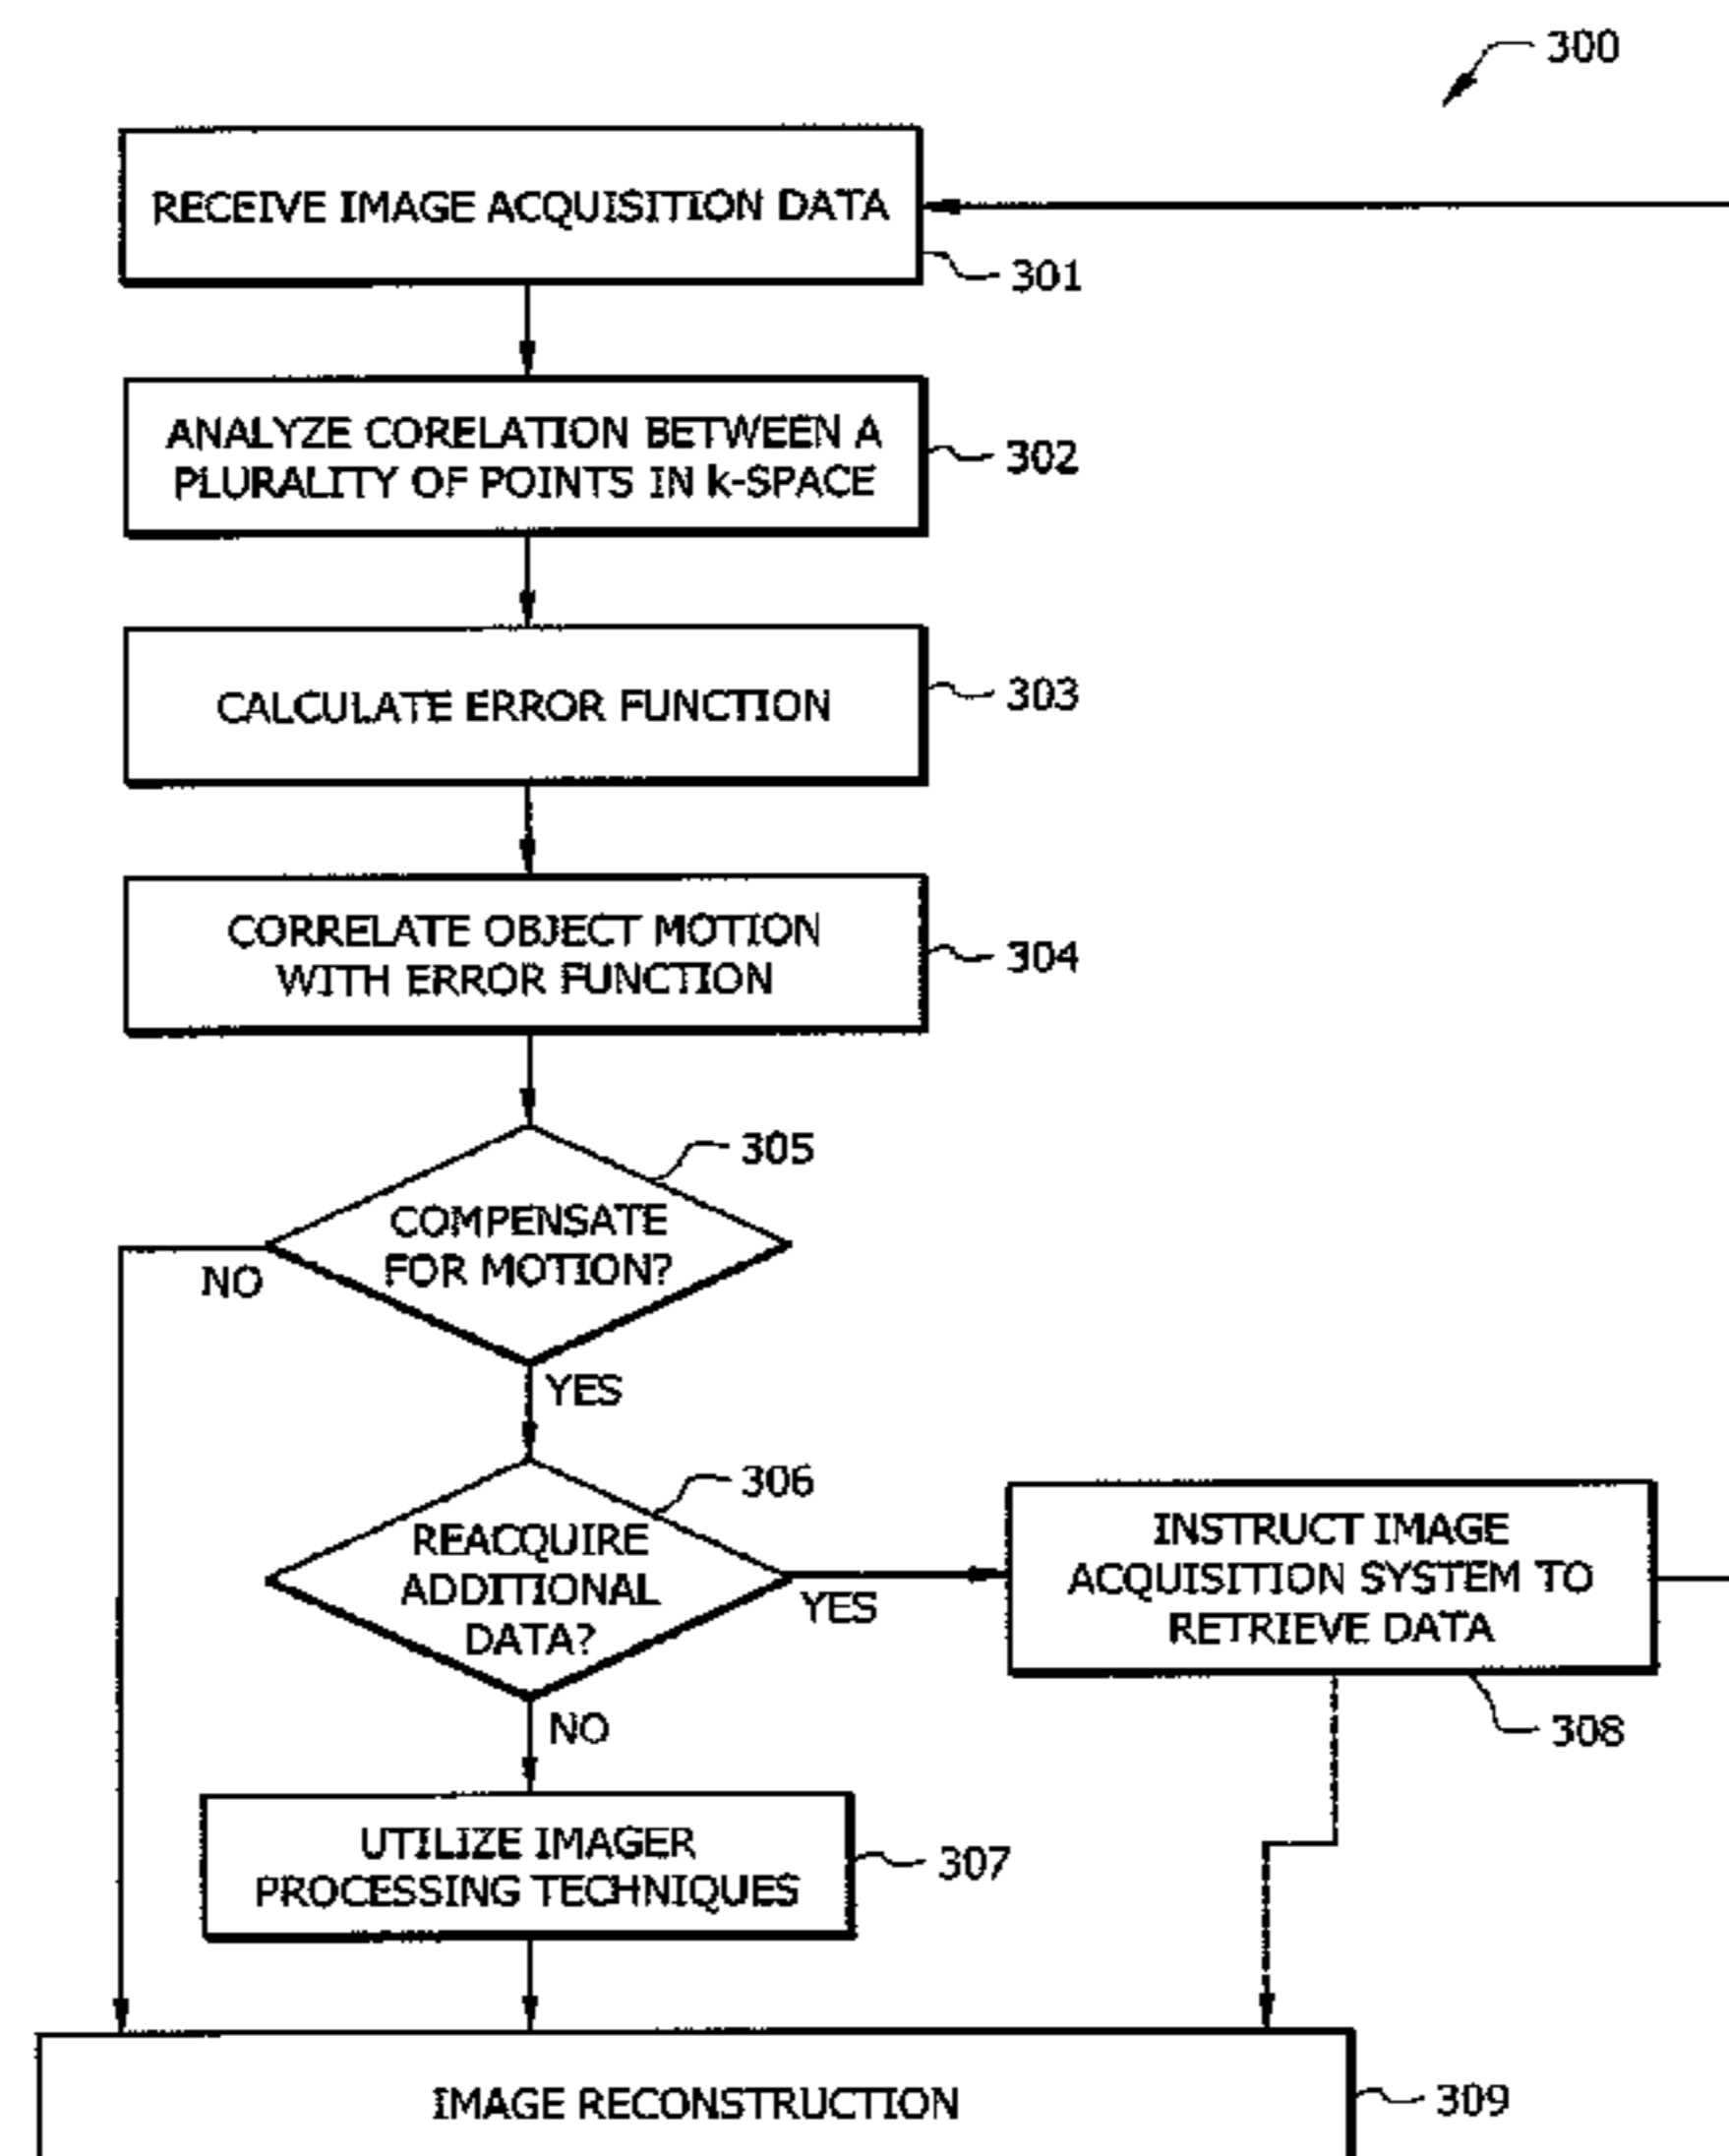 300
RECEIVE IMAGE ACQUISITION DATA
301
ANALYZE CORELATION BETWEEN A
PLURALITY OF POINTS IN k-SPACE
302
CALCULATE ERROR FUNCTION
303
CORRELATE OBJECT MOTION
WITH ERROR FUNCTION
304
305
COMPENSATE
FOR MOTION?
NO
YES
306
REACQUIRE
ADDITIONAL
DATA?
YES
INSTRUCT IMAGE
ACQUISITION SYSTEM TO
RETRIEVE DATA
308
NO
UTILIZE IMAGER
PROCESSING TECHNIQUES
307
IMAGE RECONSTRUCTION
309